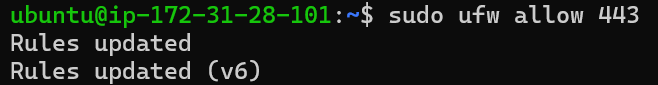 ubuntu@ip-172-31-28-101:~$ sudo ufw allow 443
Rules updated
Rules updated (v6)